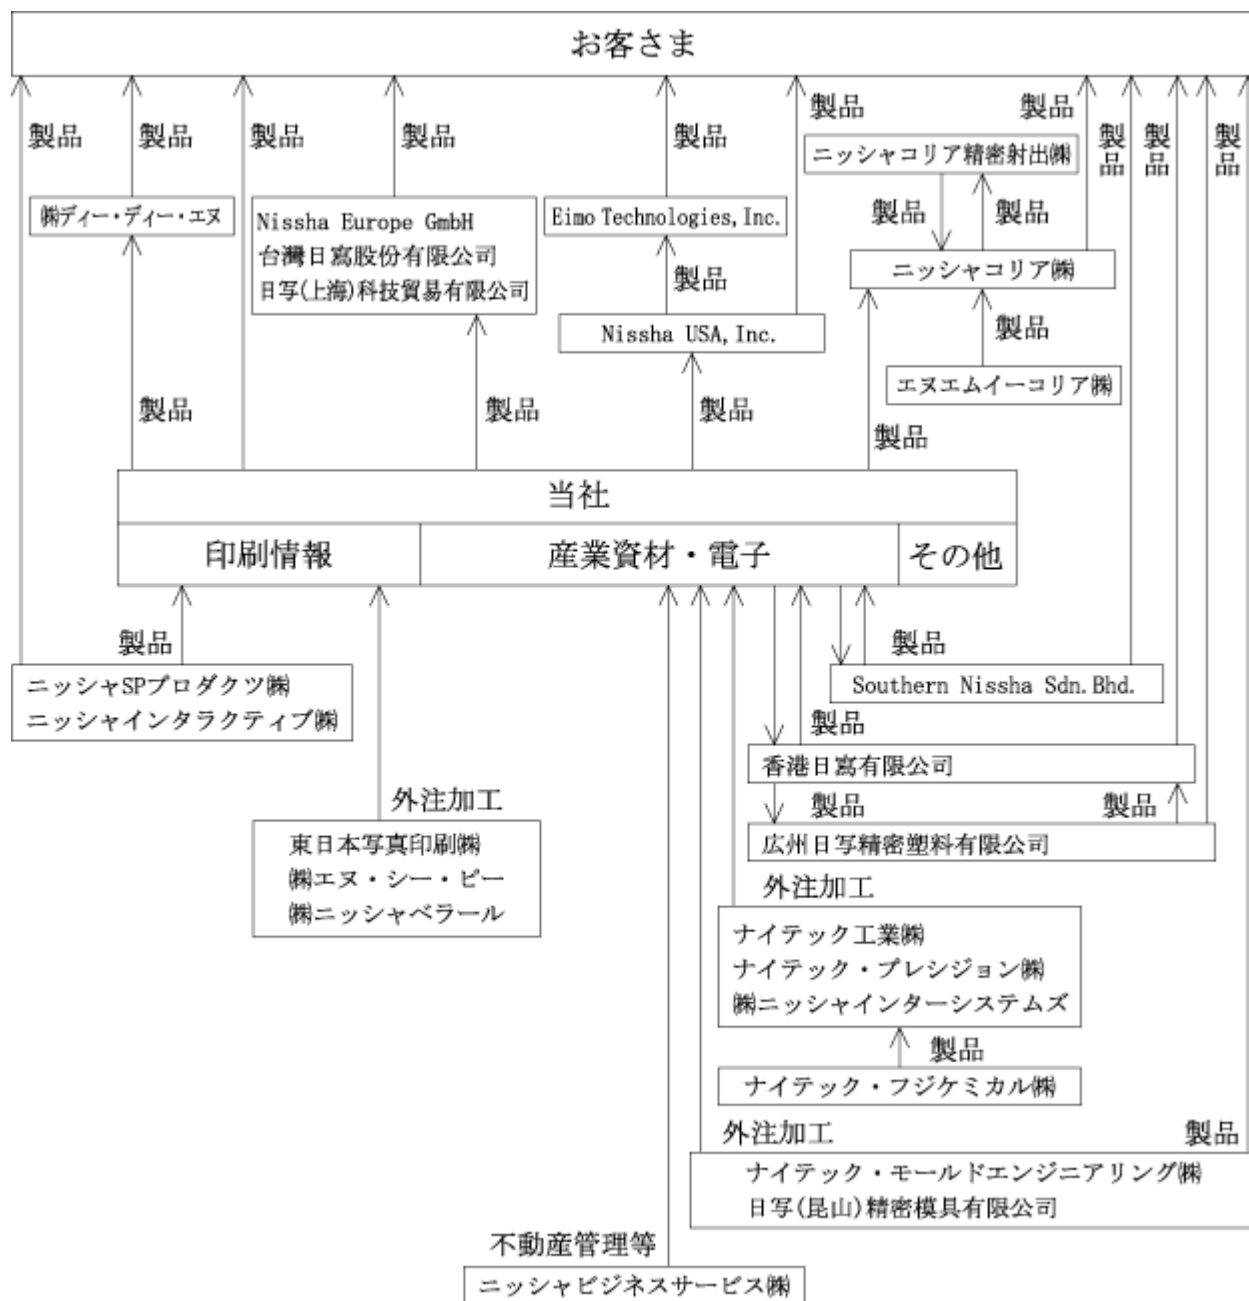 お客さま
製品
製品
製品
製品
製品
製品
製品
製品
製品
製品
ニッシャコリア精密射出㈱
㈱ディー・ディー・エヌ
Nissha Europe GmbH
台灣日寫股份有限公司
日写(上海)科技貿易有限公司
Eimo Technologies, Inc.
製品
ニッシャコリア㈱
製品
Nissha USA, Inc.
製品
エヌエムイーコリア㈱
製品
製品
製品
製品
当社
印刷情報
産業資材・電子
その他
製品
製品
ニッシャSPプロダクツ㈱
ニッシャインタラクティブ㈱
Southern Nissha Sdn. Bhd.
製品
香港日寫有限公司
外注加工
製品
製品
東日本写真印刷㈱
㈱エヌ・シー・ピー
㈱ニッシャベラール
広州日写精密塑料有限公司
外注加工
ナイテック工業㈱
ナイテック・プレシジョン㈱
㈱ニッシャインターシステムズ
製品
ナイテック・フジケミカル㈱
外注加工
製品
ナイテック・モールドエンジニアリング㈱
日写(昆山)精密模具有限公司
不動産管理等
ニッシャビジネスサービス㈱